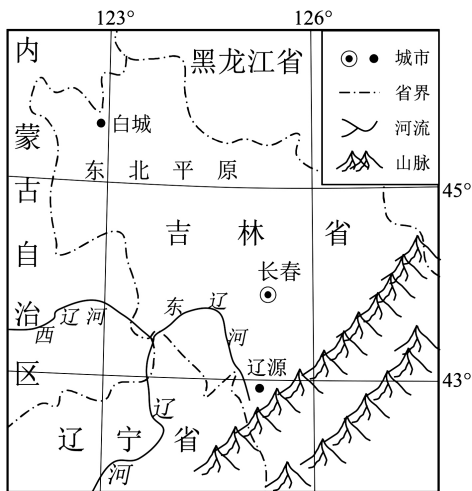 123° 126°
内蒙古自治区
黑龙江省
城市
省界
河流
山脉
白城
东北平原
45°
吉林省
长春
西辽河
东辽河
辽源
43°
辽宁省
辽河